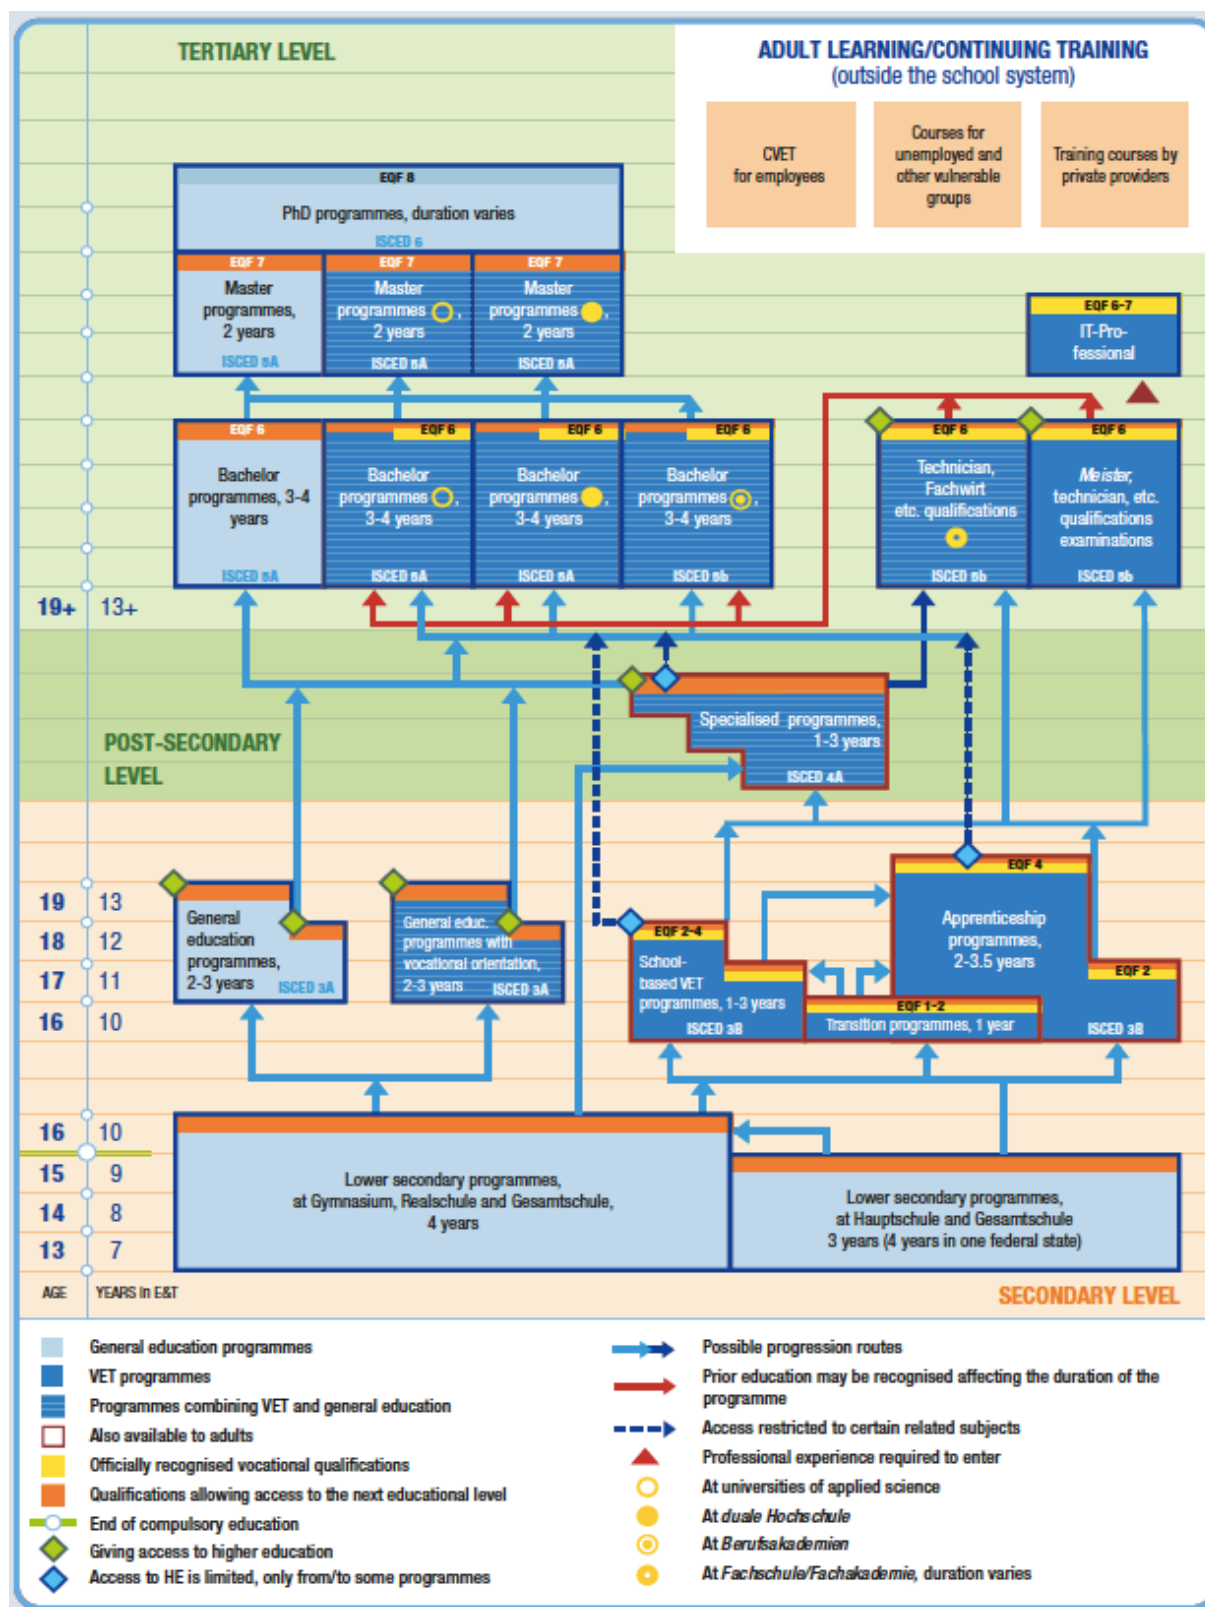 TERTIARY LEVEL
ADULT LEARNING/CONTINUING TRAINING
(outside the school system)
CVET
for employees
Courses for
unemployed and
other vulnerable
groups
Training courses by
private providers
EQF 8
PhD programmes, duration varies
ISCED 6
EQF 7
Master
programmes,
2 years
ISCED 5A
EQF 7
Master
programmes ,
2 years
ISCED 5A
EQF 7
Master
programmes ,
2 years
ISCED 5A
EQF 6-7
IT-Pro-
fessional
EQF 6
Bachelor
programmes, 3-4
years
ISCED 5A
EQF 6
Bachelor
programmes ,
3-4 years
ISCED 5A
EQF 6
Bachelor
programmes ,
3-4 years
ISCED 5A
EQF 6
Bachelor
programmes ,
3-4 years
ISCED 5b
EQF 6
Technician,
Fachwirt
etc. qualifications
ISCED 5b
EQF 6
Meister,
technician, etc.
qualifications
examinations
ISCED 5b
19+ 13+
POST-SECONDARY
LEVEL
Specialised programmes,
1-3 years
ISCED 4A
19 13
18 12
17 11
16 10
General
education
programmes,
2-3 years
ISCED 3A
General educ.
programmes with
vocational orientation,
2-3 years
ISCED 3A
EQF 2-4
School-
based VET
programmes, 1-3 years
ISCED 3B
EQF 1-2
Transition programmes, 1 year
EQF 4
Apprenticeship
programmes,
2-3.5 years
EQF 2
ISCED 3B
16 10
15 9
14 8
13 7
Lower secondary programmes,
at Gymnasium, Realschule and Gesamtschule,
4 years
Lower secondary programmes,
at Hauptschule and Gesamtschule
3 years (4 years in one federal state)
AGE YEARS in E&T
SECONDARY LEVEL
General education programmes
VET programmes
Programmes combining VET and general education
Also available to adults
Officially recognised vocational qualifications
Qualifications allowing access to the next educational level
End of compulsory education
Giving access to higher education
Access to HE is limited, only from/to some programmes
Possible progression routes
Prior education may be recognised affecting the duration of the
programme
Access restricted to certain related subjects
Professional experience required to enter
At universities of applied science
At duale Hochschule
At Berufsakademien
At Fachschule/Fachakademie, duration varies